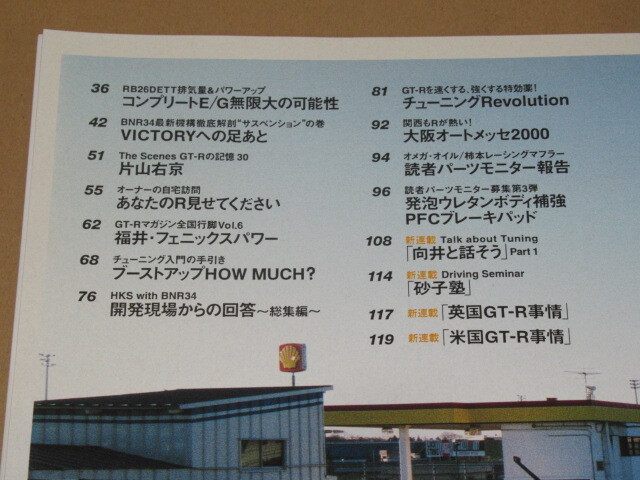 36 RB26DETT排気量&パワーアップ
コンプリートE/G無限大の可能性
42 BNR34最新機構徹底解剖"サスペンション"の巻
VICTORYへの足あと
51 The Scenes GT-Rの記憶 30
片山右京
55 オーナーの自宅訪問
あなたのR見せてください
62 GT-Rマガジン全国行脚Vol.6
福井・フェニックスパワー
68 チューニング入門の手引き
ブーストアップHOW MUCH?
76 HKS with BNR34
開発現場からの回答〜総集編〜
81 GT-Rを速くする、強くする特効薬!
チューニングRevolution
92 関西もRが熱い!
大阪オートメッセ2000
94 オメガ・オイル/柿本レーシングマフラー
読者パーツモニター報告
96 読者パーツモニター募集第3弾
発泡ウレタンボディ補強
PFCブレーキパッド
108 新連載 Talk about Tuning
「向井と話そう」Part 1
114 新連載 Driving Seminar
「砂子塾」
117 新連載「英国GT-R事情」
119 新連載「米国GT-R事情」